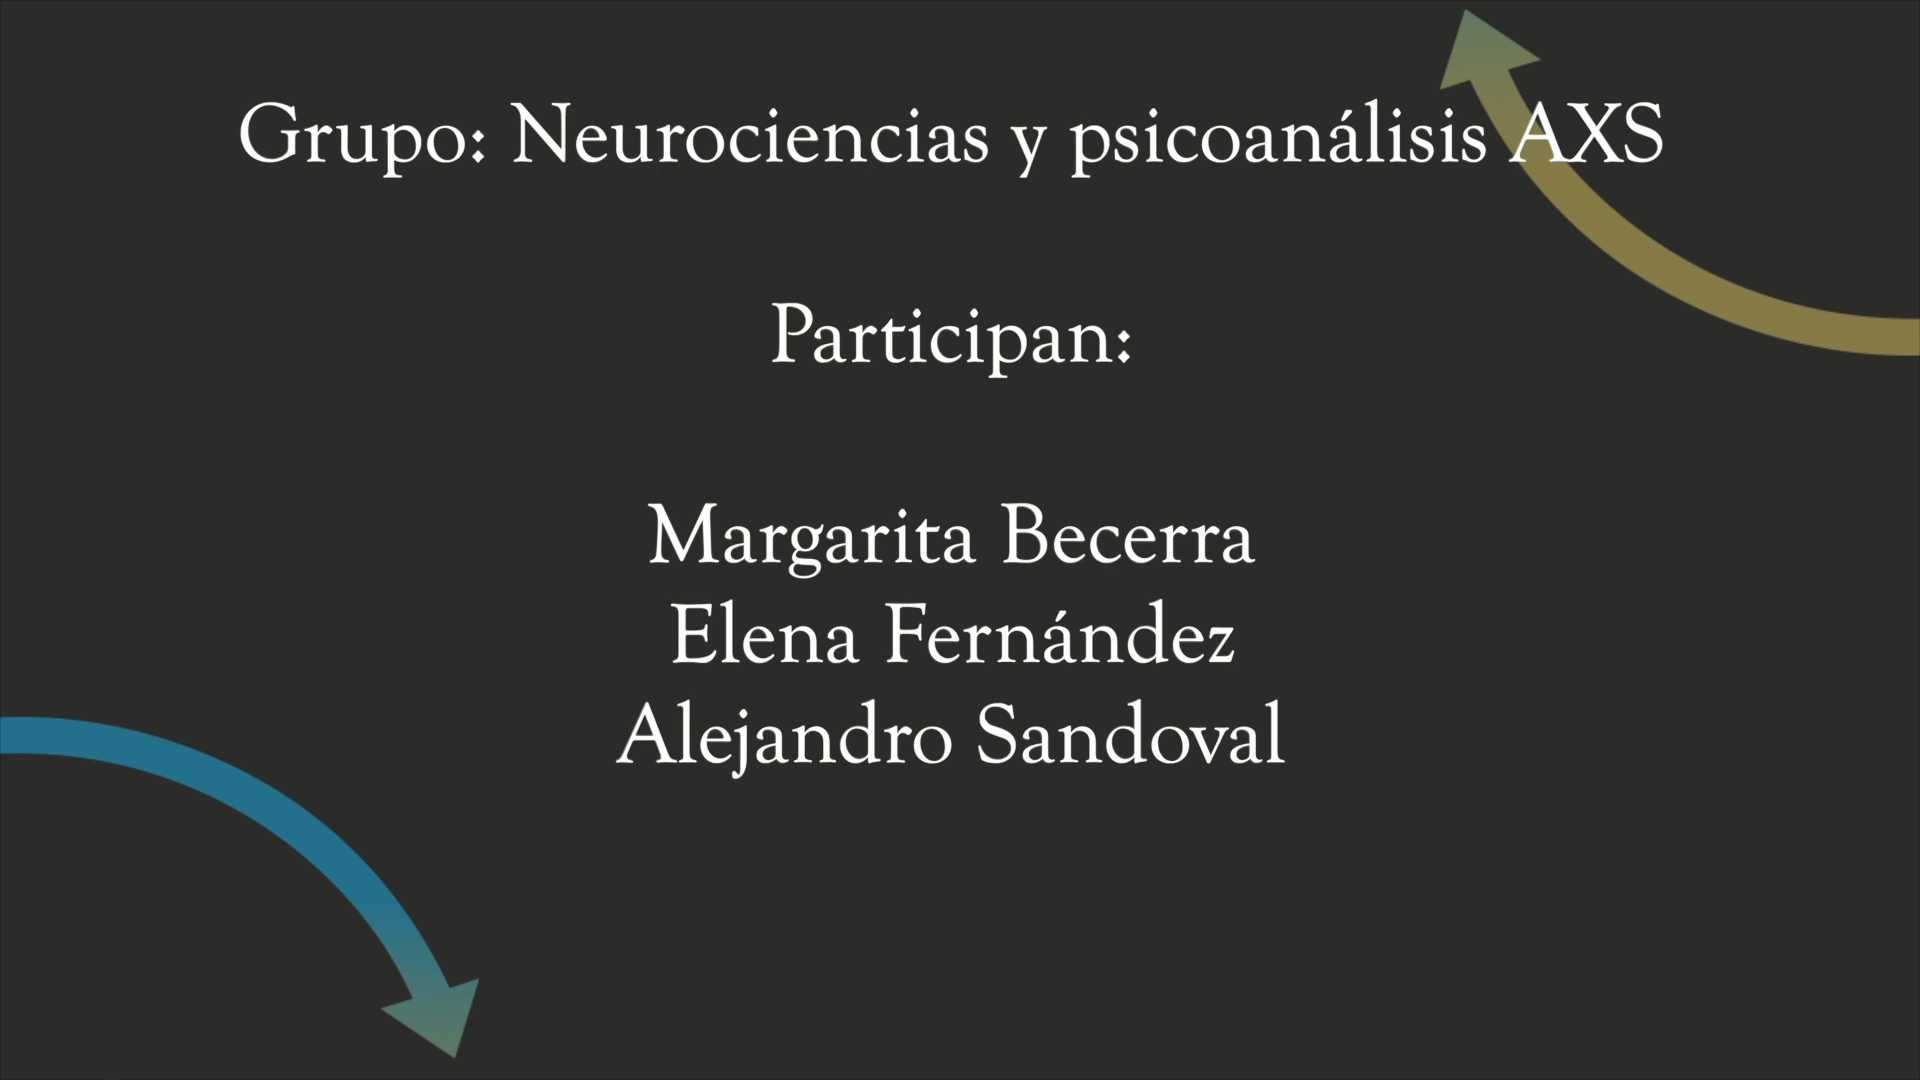 Grupo: Neurociencias y psicoanálisis AXS
Participan:
Margarita Becerra
Elena Fernández
Alejandro Sandoval